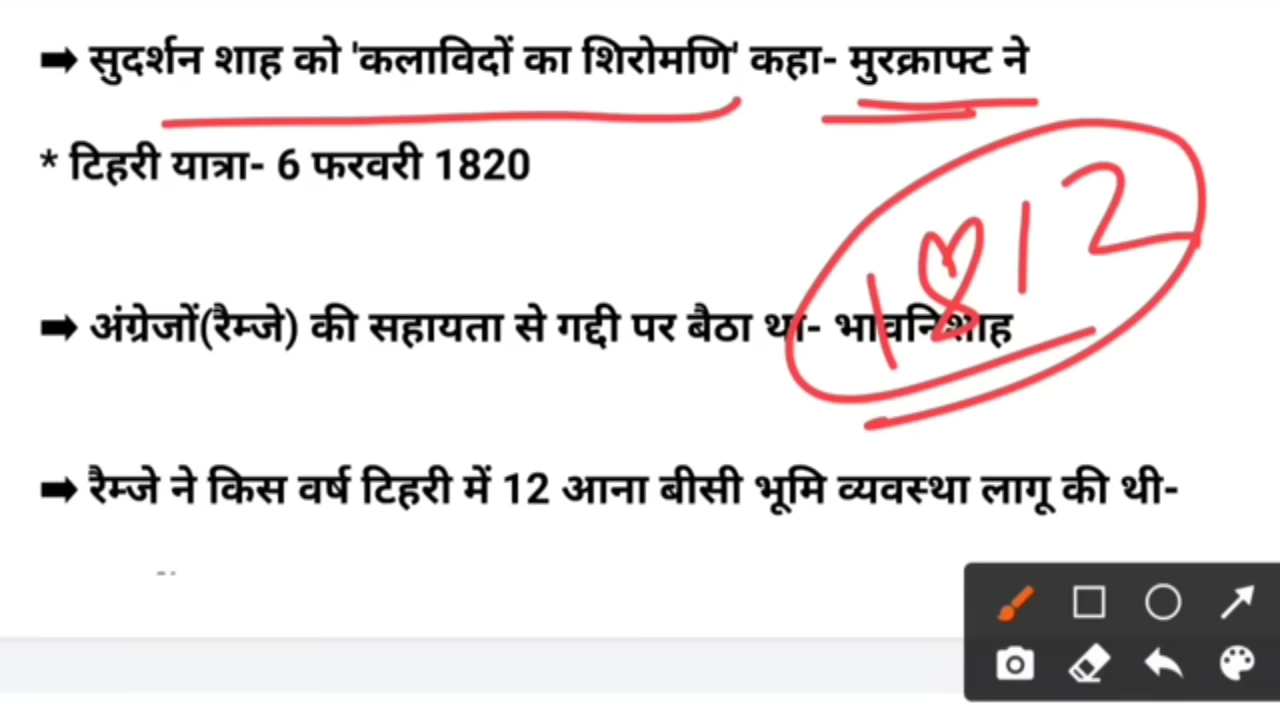 ➡ सुदर्शन शाह को 'कलाविदों का शिरोमणि' कहा- मुरक्राफ्ट ने
* टिहरी यात्रा- 6 फरवरी 1820
1812
➡ अंग्रेजों(रैम्जे) की सहायता से गद्दी पर बैठा था- भावनिशाह
➡ रैम्जे ने किस वर्ष टिहरी में 12 आना बीसी भूमि व्यवस्था लागू की थी-